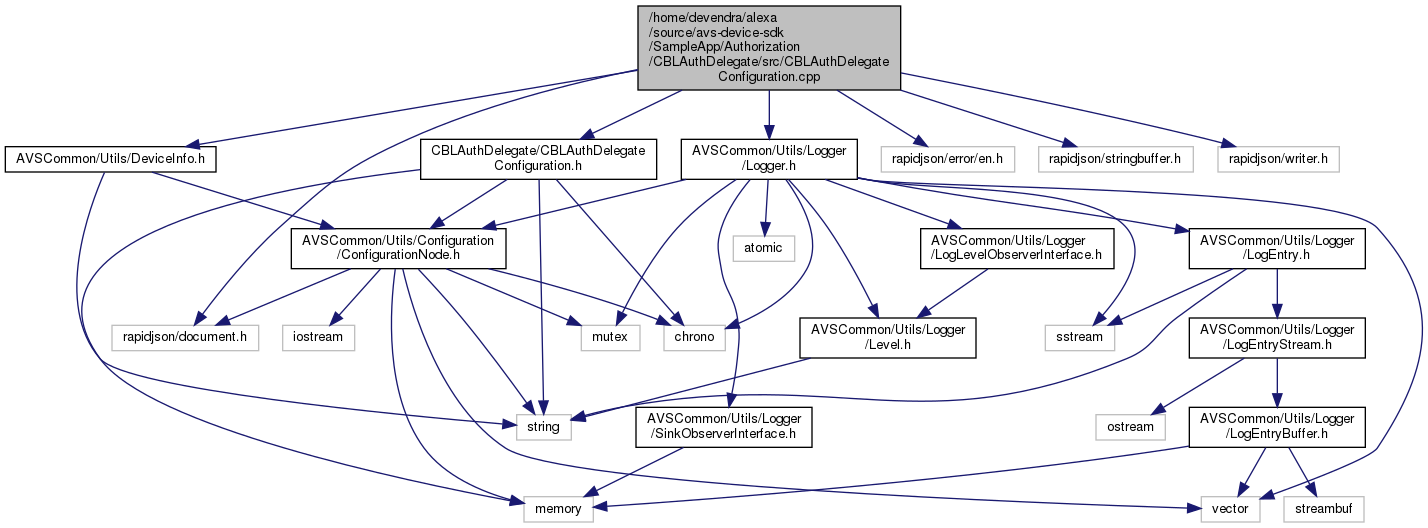 /home/devendra/alexa
/source/avs-device-sdk
/SampleApp/Authorization
/CBLAuthDelegate/src/CBLAuthDelegate
Configuration.cpp
AVSCommon/Utils/DeviceInfo.h
CBLAuthDelegate/CBLAuthDelegate
Configuration.h
AVSCommon/Utils/Logger
/Logger.h
rapidjson/error/en.h
rapidjson/stringbuffer.h
rapidjson/writer.h
AVSCommon/Utils/Configuration
/ConfigurationNode.h
atomic
AVSCommon/Utils/Logger
/LogLevelObserverInterface.h
AVSCommon/Utils/Logger
/LogEntry.h
rapidjson/document.h
iostream
mutex
chrono
AVSCommon/Utils/Logger
/Level.h
sstream
AVSCommon/Utils/Logger
/LogEntryStream.h
string
AVSCommon/Utils/Logger
/SinkObserverInterface.h
ostream
AVSCommon/Utils/Logger
/LogEntryBuffer.h
memory
vector
streambuf